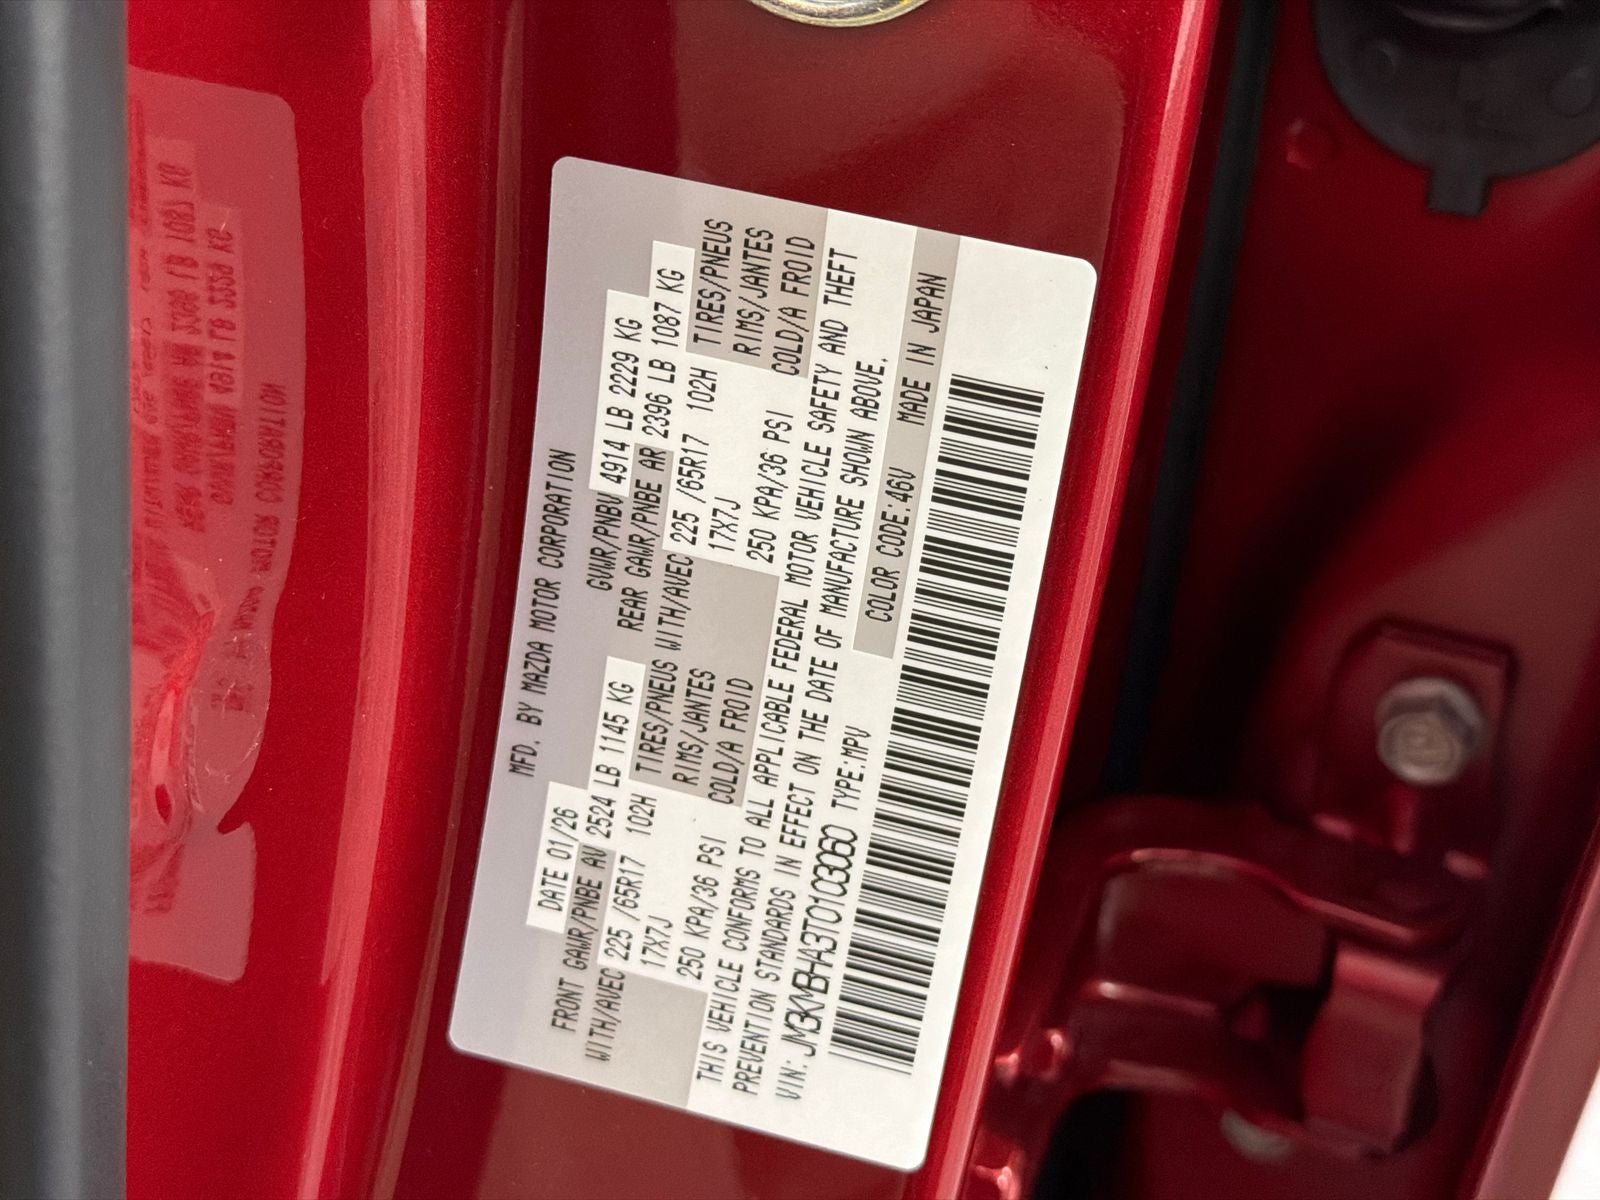 MFD. BY MAZDA MOTOR CORPORATION
DATE 01/26 GVWR/PNBV 4914 LB 2229 KG
FRONT GAWR/PNBE AV 2524 LB 1145 KG REAR GAWR/PNBE AR 2396 LB 1087 KG
WITH/AVEC 225 /65R17 102H TIRES/PNEUS WITH/AVEC 225 /65R17 102H TIRES/PNEUS
17X7J RIMS/JANTES 17X7J RIMS/JANTES
250 KPA/36 PSI COLD/A FROID 250 KPA/36 PSI COLD/A FROID
THIS VEHICLE CONFORMS TO ALL APPLICABLE FEDERAL MOTOR VEHICLE SAFETY AND THEFT
PREVENTION STANDARDS IN EFFECT ON THE DATE OF MANUFACTURE SHOWN ABOVE.
VIN: JM3KMBHA3T0103060 TYPE:MPV COLOR CODE:46V MADE IN JAPAN